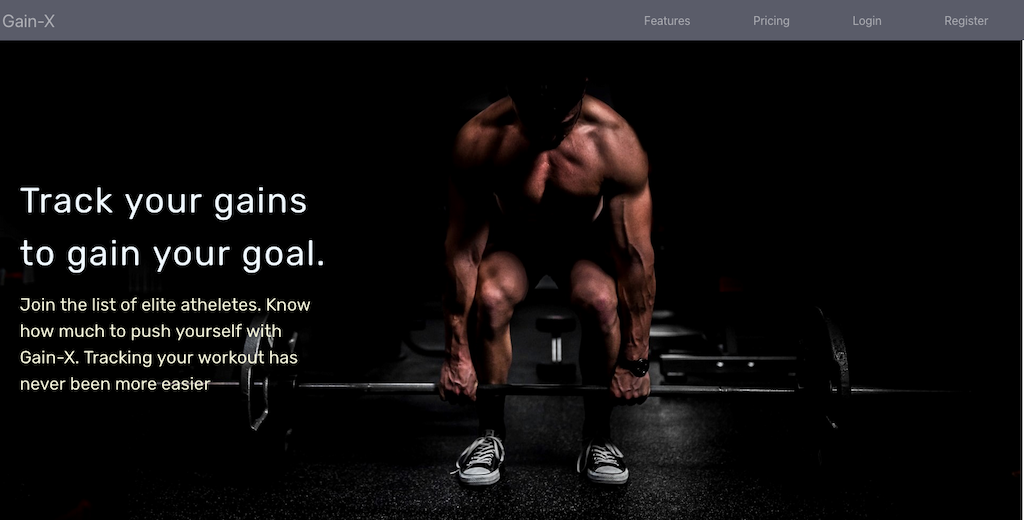 Gain-X Features Pricing Login Register
Track your gains
to gain your goal.
Join the list of elite atheletes. Know
how much to push yourself with
Gain-X. Tracking your workout has
never been more easier